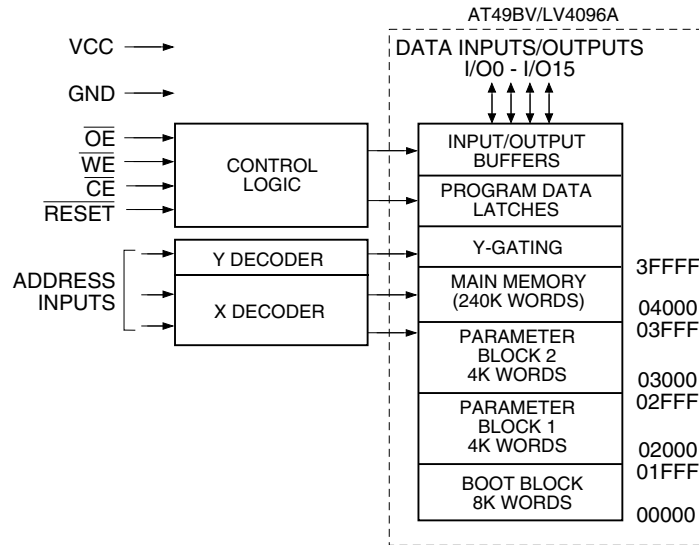 AT49BV/LV4096A
DATA INPUTS/OUTPUTS
I/O0 - I/O15
VCC
GND
OE
WE
CE
RESET
CONTROL
LOGIC
INPUT/OUTPUT
BUFFERS
PROGRAM DATA
LATCHES
ADDRESS
INPUTS
Y DECODER
X DECODER
Y-GATING
MAIN MEMORY
(240K WORDS)
PARAMETER
BLOCK 2
4K WORDS
PARAMETER
BLOCK 1
4K WORDS
BOOT BLOCK
8K WORDS
3FFFF
04000
03FFF
03000
02FFF
02000
01FFF
00000